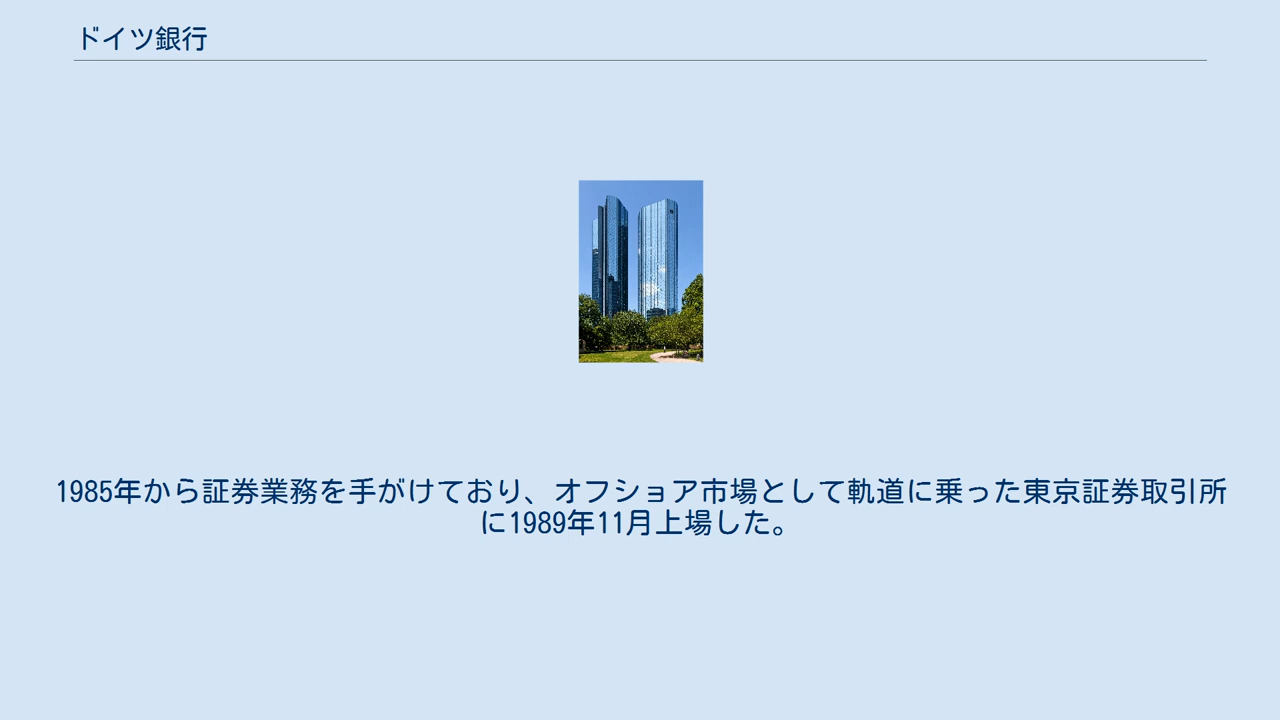 ドイツ銀行
1985年から証券業務を手がけており、オフショア市場として軌道に乗った東京証券取引所
に1989年11月上場した。